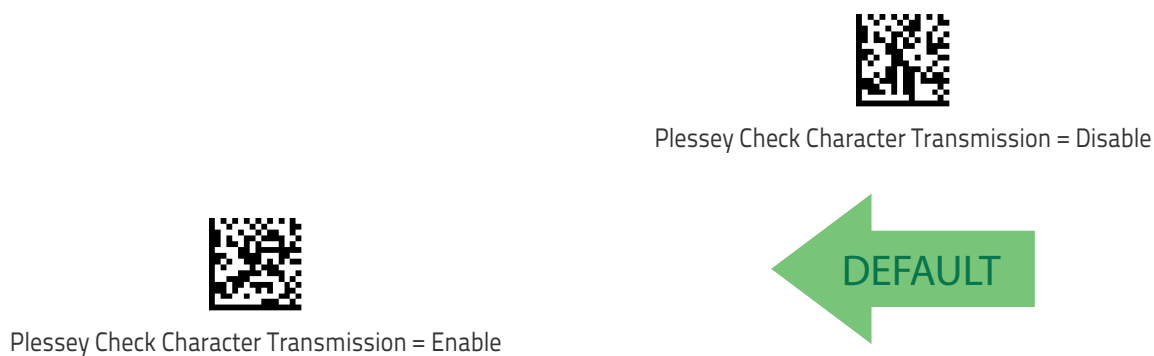 Plessey Check Character Transmission = Disable
DEFAULT
Plessey Check Character Transmission = Enable